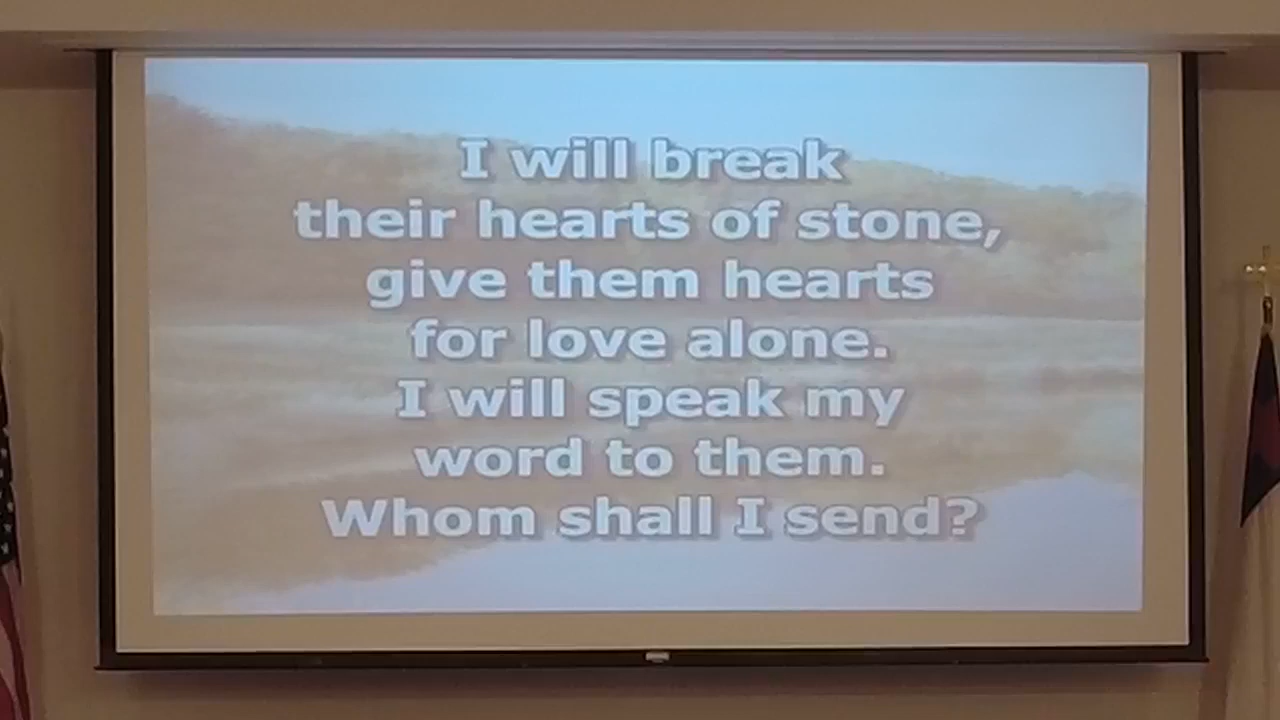 I will break
their hearts of stone,
give them hearts
for love alone.
I will speak my
word to them.
Whom shall I send?